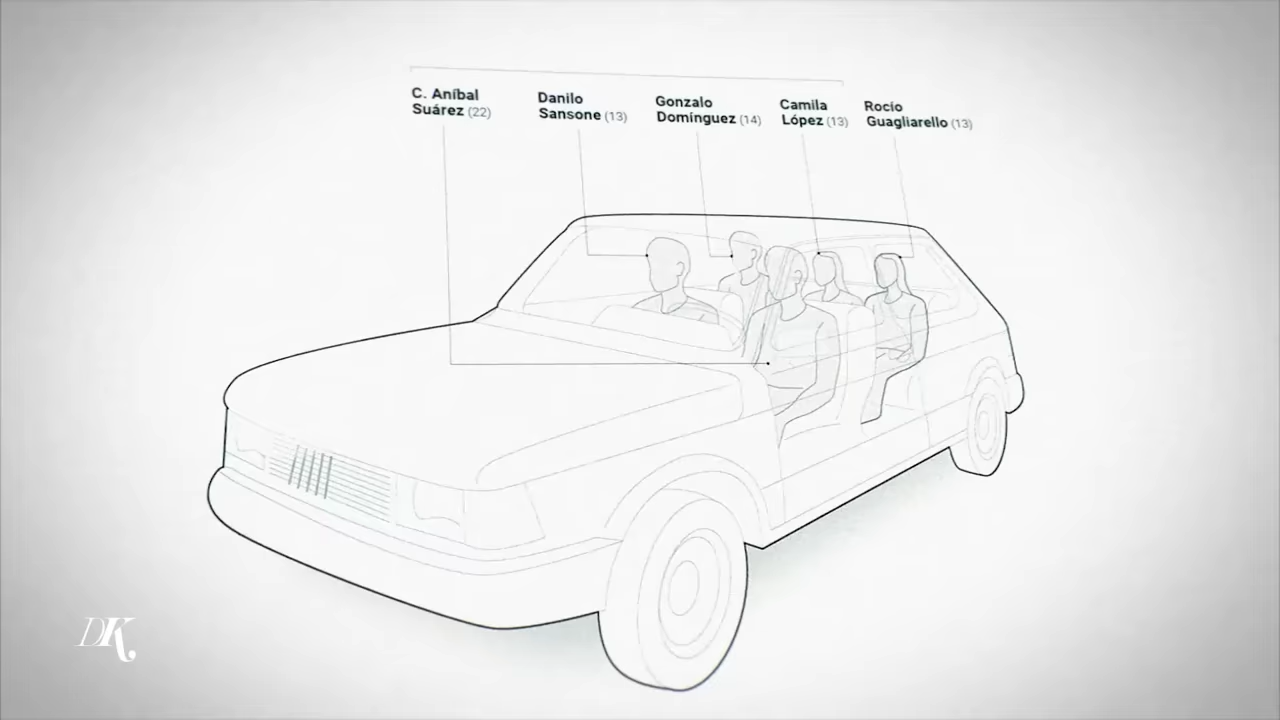 C. Aníbal
Suárez (22)
Danilo
Sansone (13)
Gonzalo
Domínguez (14)
Camila
López (13)
Rocío
Guagliarello (13)
DK